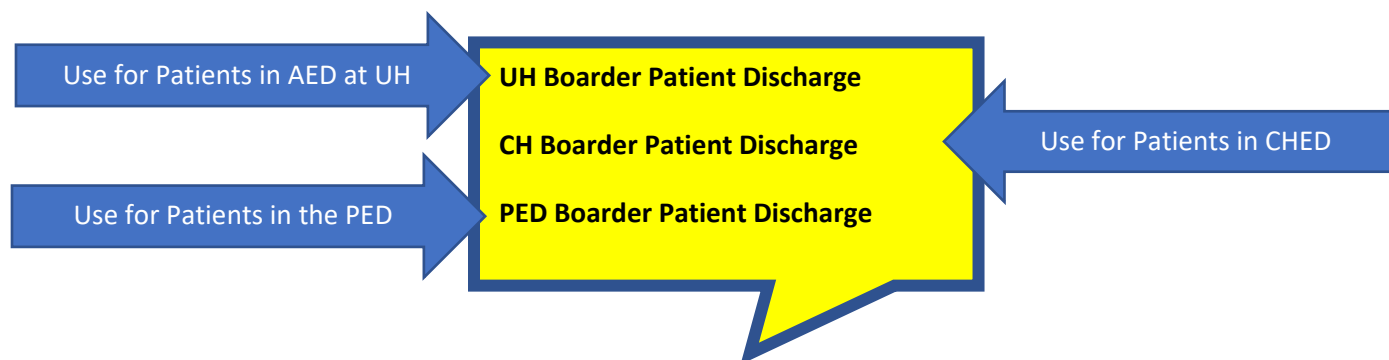 Use for Patients in AED at UH
UH Boarder Patient Discharge
CH Boarder Patient Discharge
Use for Patients in CHED
Use for Patients in the PED
PED Boarder Patient Discharge